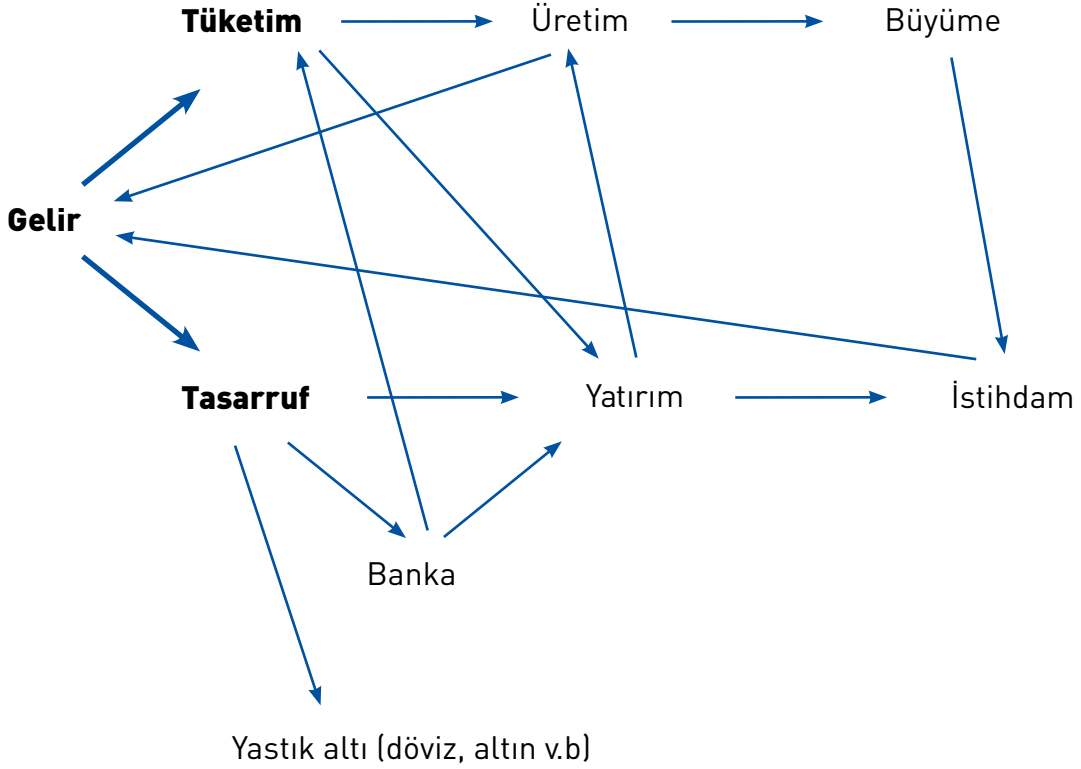 Tüketim
Üretim
Büyüme
Gelir
Tasarruf
Yatırım
İstihdam
Banka
Yastık altı (döviz, altın v.b)